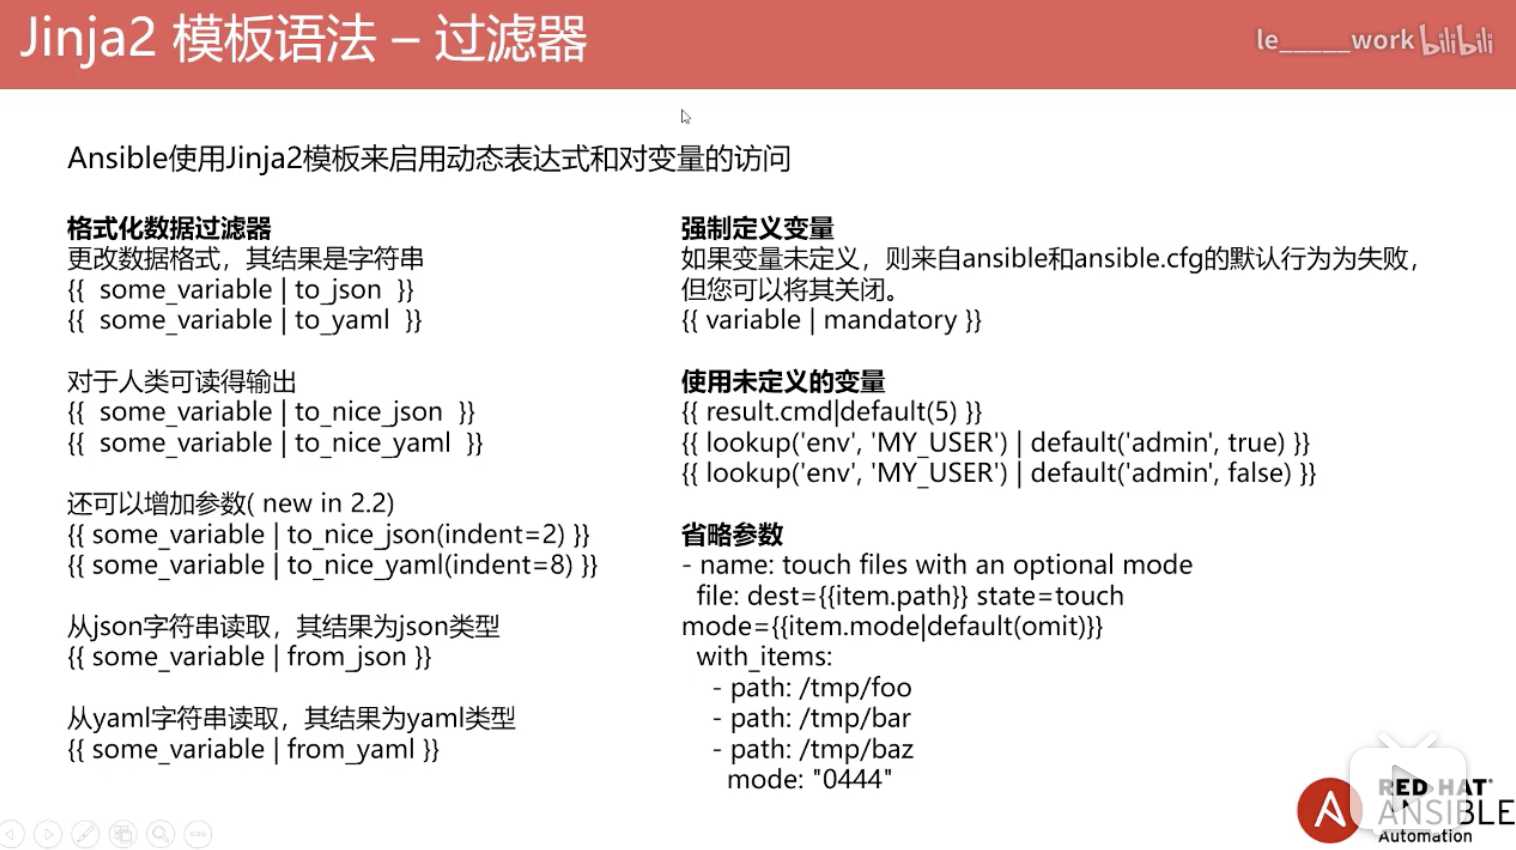 Jinja2 模板语法 – 过滤器
le_____work bilibili
Ansible使用Jinja2模板来启用动态表达式和对变量的访问
格式化数据过滤器
更改数据格式，其结果是字符串
{{  some_variable | to_json  }}
{{  some_variable | to_yaml  }}
对于人类可读得输出
{{  some_variable | to_nice_json  }}
{{  some_variable | to_nice_yaml  }}
还可以增加参数( new in 2.2)
{{ some_variable | to_nice_json(indent=2) }}
{{ some_variable | to_nice_yaml(indent=8) }}
从json字符串读取，其结果为json类型
{{ some_variable | from_json }}
从yaml字符串读取，其结果为yaml类型
{{ some_variable | from_yaml }}
强制定义变量
如果变量未定义，则来自ansible和ansible.cfg的默认行为为失败，
但您可以将其关闭。
{{ variable | mandatory }}
使用未定义的变量
{{ result.cmd|default(5) }}
{{ lookup('env', 'MY_USER') | default('admin', true) }}
{{ lookup('env', 'MY_USER') | default('admin', false) }}
省略参数
- name: touch files with an optional mode
  file: dest={{item.path}} state=touch
mode={{item.mode|default(omit)}}
  with_items:
    - path: /tmp/foo
    - path: /tmp/bar
    - path: /tmp/baz
      mode: "0444"
RED HAT
ANSIBLE
Automation